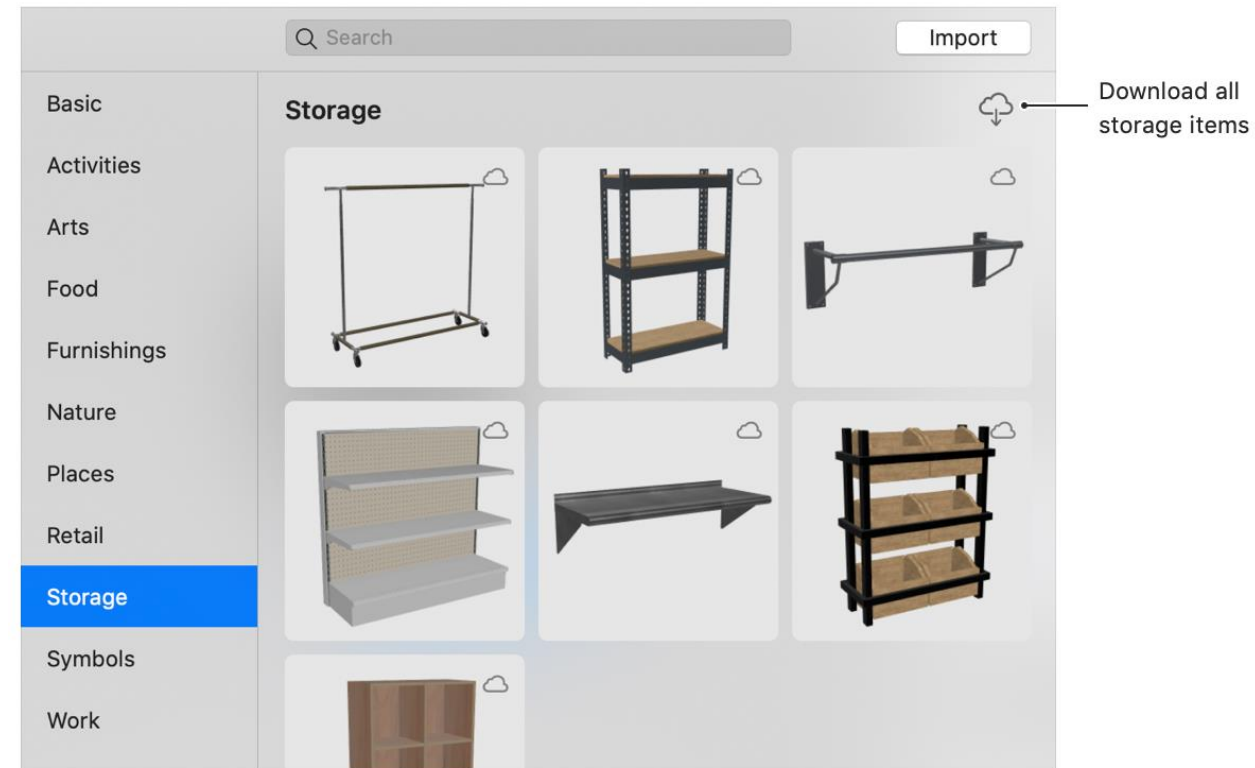 Search
Import
Basic
Activities
Arts
Food
Furnishings
Nature
Places
Retail
Storage
Symbols
Work
Storage
Download all
storage items